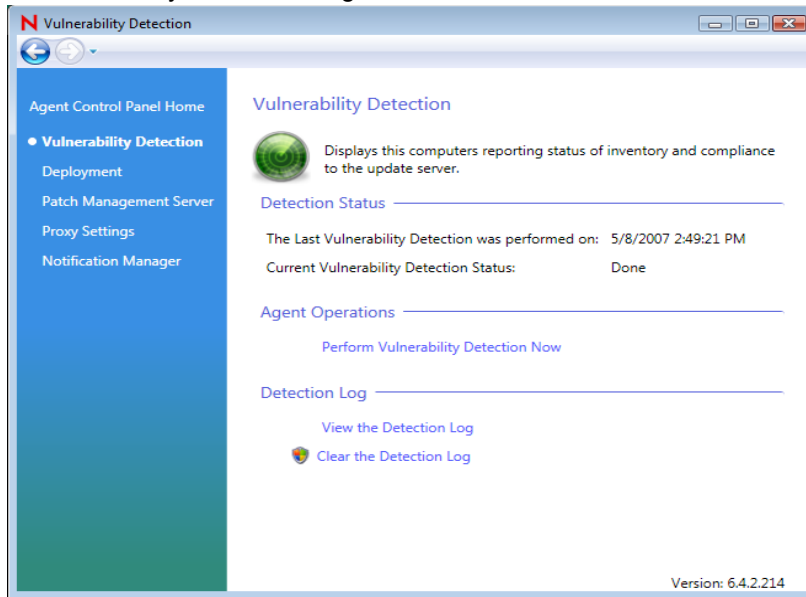 Vulnerability Detection
Agent Control Panel Home
Vulnerability Detection
Deployment
Patch Management Server
Proxy Settings
Notification Manager
Vulnerability Detection
Displays this computers reporting status of inventory and compliance
to the update server.
Detection Status
The Last Vulnerability Detection was performed on: 5/8/2007 2:49:21 PM
Current Vulnerability Detection Status: Done
Agent Operations
Perform Vulnerability Detection Now
Detection Log
View the Detection Log
Clear the Detection Log
Version: 6.4.2.214